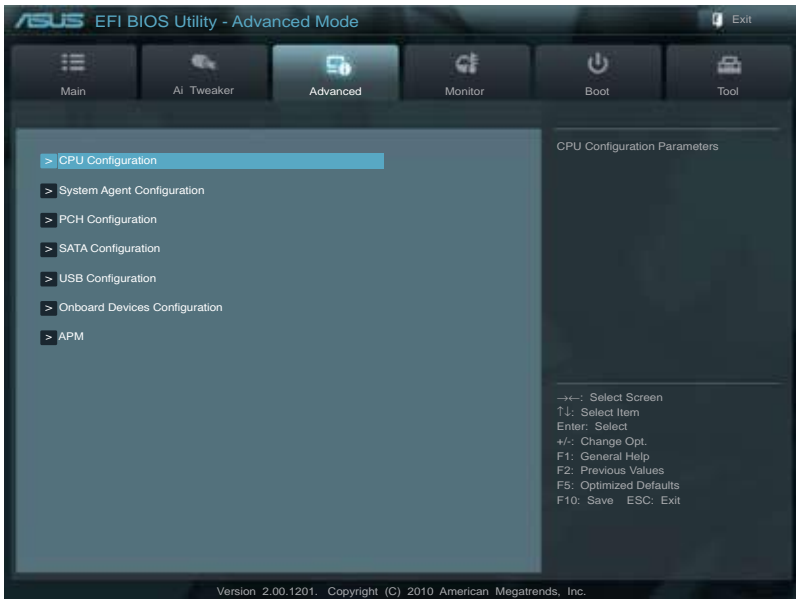 ASUS EFI BIOS Utility - Advanced Mode
Exit
Main Ai Tweaker Advanced Monitor Boot Tool
> CPU Configuration
> System Agent Configuration
> PCH Configuration
> SATA Configuration
> USB Configuration
> Onboard Devices Configuration
> APM
CPU Configuration Parameters
→←: Select Screen
↑↓: Select Item
Enter: Select
+/-: Change Opt.
F1: General Help
F2: Previous Values
F5: Optimized Defaults
F10: Save ESC: Exit
Version 2.00.1201. Copyright (C) 2010 American Megatrends, Inc.